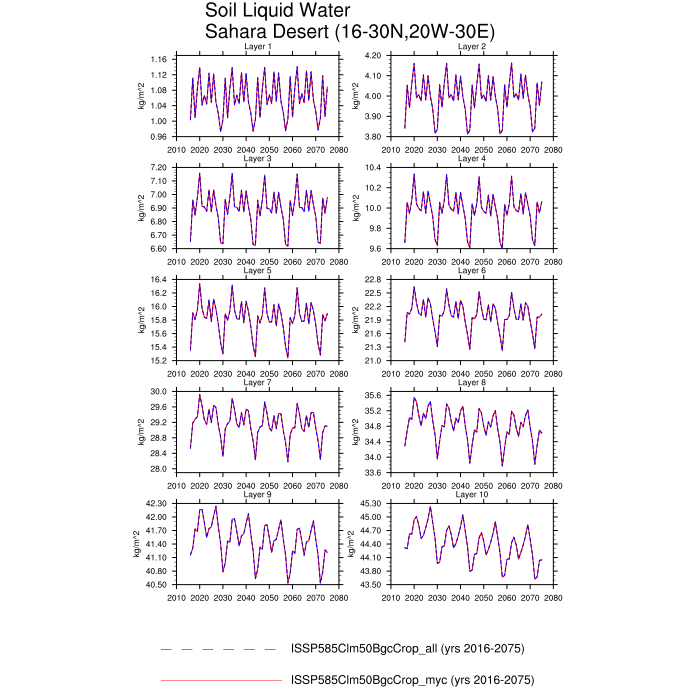 Soil Liquid Water
Sahara Desert (16-30N,20W-30E)
Layer 1
Layer 2
kg/m^2
1.16
1.12
1.08
1.04
1.00
0.96
2010 2020 2030 2040 2050 2060 2070 2080
kg/m^2
4.20
4.10
4.00
3.90
3.80
2010 2020 2030 2040 2050 2060 2070 2080
Layer 3
Layer 4
kg/m^2
7.20
7.10
7.00
6.90
6.80
6.70
6.60
2010 2020 2030 2040 2050 2060 2070 2080
kg/m^2
10.4
10.2
10.0
9.8
9.6
2010 2020 2030 2040 2050 2060 2070 2080
Layer 5
Layer 6
kg/m^2
16.4
16.2
16.0
15.8
15.6
15.4
15.2
2010 2020 2030 2040 2050 2060 2070 2080
kg/m^2
22.8
22.5
22.2
21.9
21.6
21.3
21.0
2010 2020 2030 2040 2050 2060 2070 2080
Layer 7
Layer 8
kg/m^2
30.0
29.6
29.2
28.8
28.4
28.0
2010 2020 2030 2040 2050 2060 2070 2080
kg/m^2
35.6
35.2
34.8
34.4
34.0
33.6
2010 2020 2030 2040 2050 2060 2070 2080
Layer 9
Layer 10
kg/m^2
42.30
42.00
41.70
41.40
41.10
40.80
40.50
2010 2020 2030 2040 2050 2060 2070 2080
kg/m^2
45.30
45.00
44.70
44.40
44.10
43.80
43.50
2010 2020 2030 2040 2050 2060 2070 2080
ISSP585Clm50BgcCrop_all (yrs 2016-2075)
ISSP585Clm50BgcCrop_myc (yrs 2016-2075)